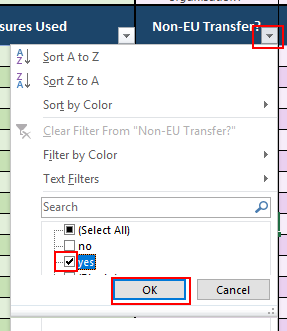 sures Used Non-EU Transfer?
Sort A to Z
Sort Z to A
Sort by Color
Clear Filter From "Non-EU Transfer?"
Filter by Color
Text Filters
Search
(Select All)
no
yes
OK Cancel